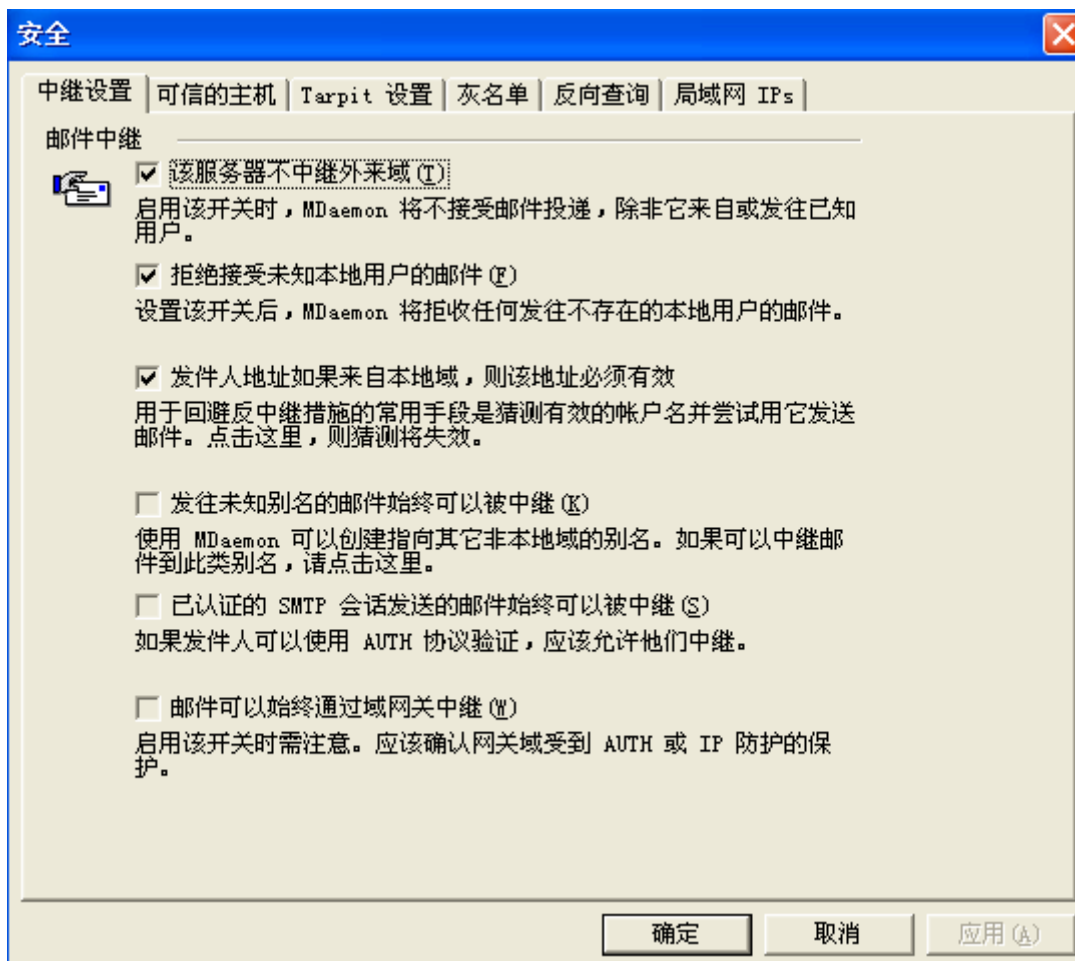 安全
中继设置 可信的主机 Tarpit 设置 灰名单 反向查询 局域网 IPs
邮件中继
该服务器不中继外来域(T)
启用该开关时，MDaemon 将不接受邮件投递，除非它来自或发往已知
用户。
拒绝接受未知本地用户的邮件(F)
设置该开关后，MDaemon 将拒收任何发往不存在的本地用户的邮件。
发件人地址如果来自本地域，则该地址必须有效
用于回避反中继措施的常用手段是猜测有效的帐户名并尝试用它发送
邮件。点击这里，则猜测将失效。
发往未知别名的邮件始终可以被中继(K)
使用 MDaemon 可以创建指向其它非本地域的别名。如果可以中继邮
件到此类别名，请点击这里。
已认证的 SMTP 会话发送的邮件始终可以被中继(S)
如果发件人可以使用 AUTH 协议验证，应该允许他们中继。
邮件可以始终通过域网关中继(W)
启用该开关时需注意。应该确认网关域受到 AUTH 或 IP 防护的保
护。
确定 取消 应用(A)